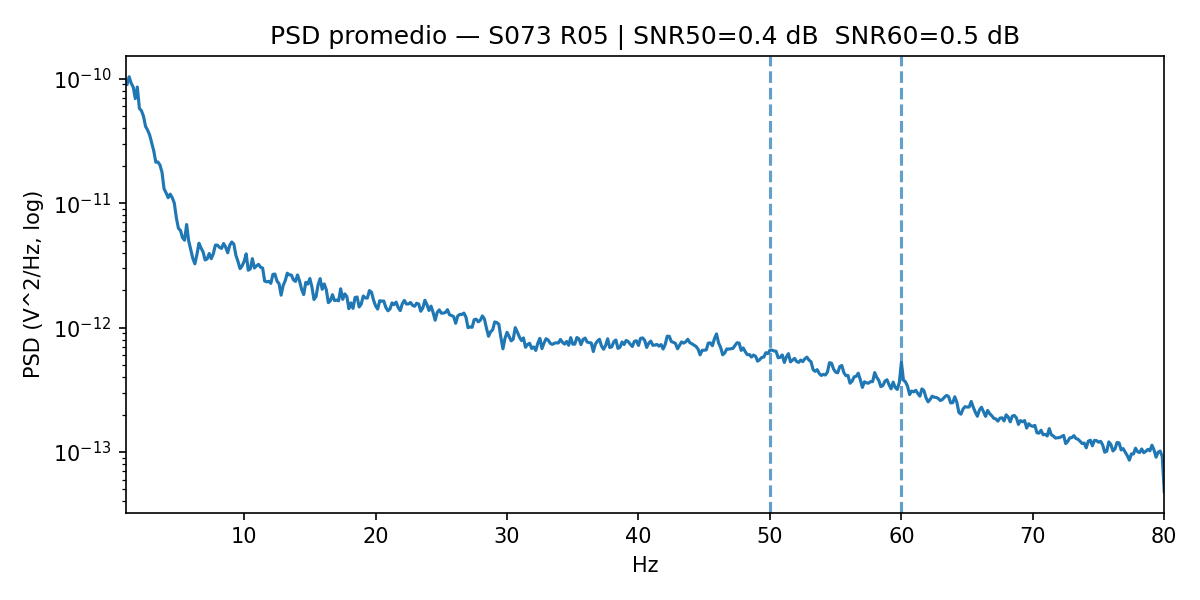 PSD promedio — S073 R05 | SNR50=0.4 dB  SNR60=0.5 dB
PSD (V^2/Hz, log)
10⁻¹⁰
10⁻¹¹
10⁻¹²
10⁻¹³
10 20 30 40 50 60 70 80
Hz